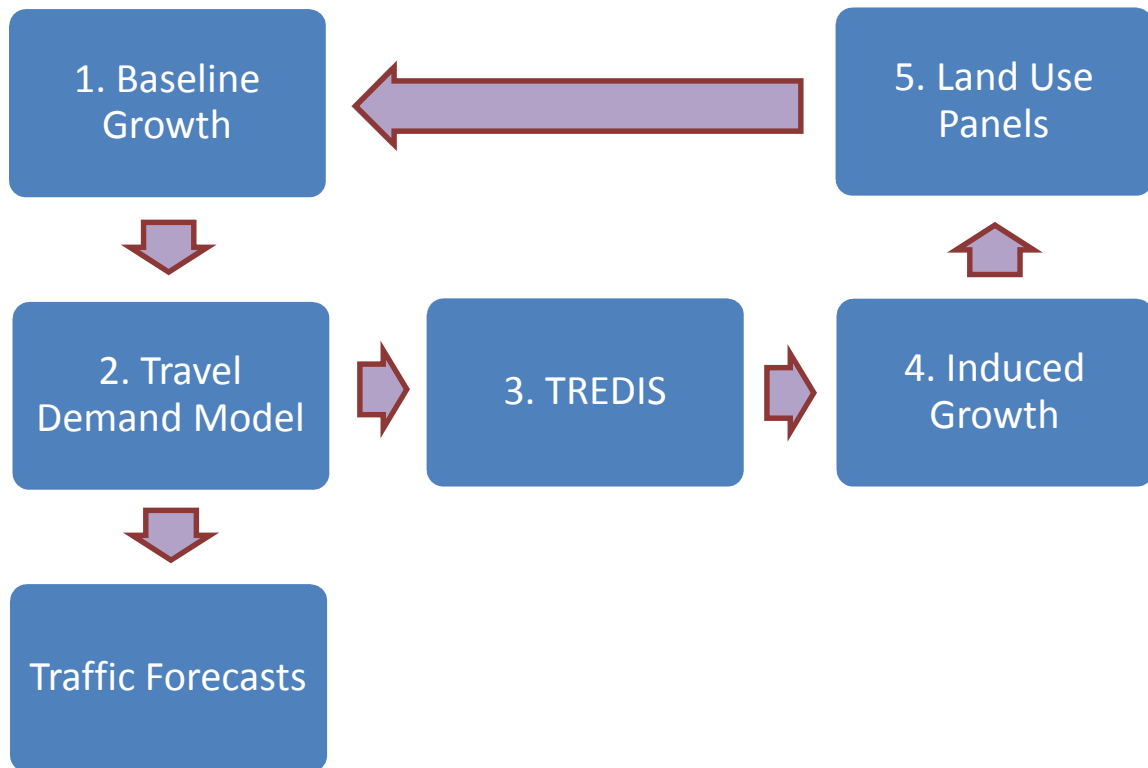 1. Baseline
Growth
5. Land Use
Panels
2. Travel
Demand Model
3. TREDIS
4. Induced
Growth
Traffic Forecasts